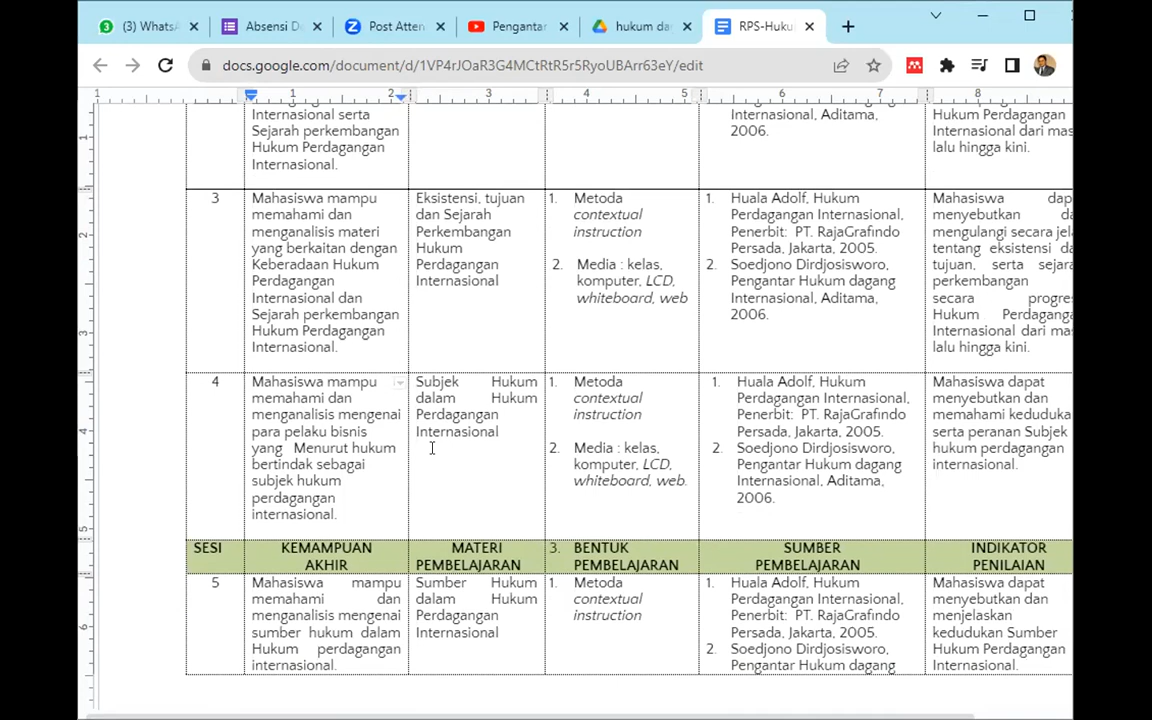 (3) WhatsA
Absensi D
Post Atten
Pengantar
hukum da
RPS-Huku
docs.google.com/document/d/1VP4rJOaR3G4MCtRtR5r5RyoUBArr63eY/edit
1 1 2 3 4 5 6 7 8
Internasional serta
Sejarah perkembangan
Hukum Perdagangan
Internasional.
Internasional, Aditama,
2006.
Hukum Perdagangan
Internasional dari mas
lalu hingga kini.
3
Mahasiswa mampu
memahami dan
menganalisis materi
yang berkaitan dengan
Keberadaan Hukum
Perdagangan
Internasional dan
Sejarah perkembangan
Hukum Perdagangan
Internasional.
Eksistensi, tujuan
dan Sejarah
Perkembangan
Hukum
Perdagangan
Internasional
1. Metoda
contextual
instruction
2. Media : kelas,
komputer, LCD,
whiteboard, web
1. Huala Adolf, Hukum
Perdagangan Internasional,
Penerbit: PT. RajaGrafindo
Persada, Jakarta, 2005.
2. Soedjono Dirdjosisworo,
Pengantar Hukum dagang
Internasional, Aditama,
2006.
Mahasiswa dap
menyebutkan da
mengulangi secara jela
tentang eksistensi da
tujuan, serta sejara
perkembangan
secara progres
Hukum Perdagang
Internasional dari mas
lalu hingga kini.
4
Mahasiswa mampu
memahami dan
menganalisis mengenai
para pelaku bisnis
yang Menurut hukum
bertindak sebagai
subjek hukum
perdagangan
internasional.
Subjek Hukum
dalam Hukum
Perdagangan
Internasional
1. Metoda
contextual
instruction
2. Media : kelas,
komputer, LCD,
whiteboard, web.
1. Huala Adolf, Hukum
Perdagangan Internasional,
Penerbit: PT. RajaGrafindo
Persada, Jakarta, 2005.
2. Soedjono Dirdjosisworo,
Pengantar Hukum dagang
Internasional, Aditama,
2006.
Mahasiswa dapat
menyebutkan dan
memahami keduduka
serta peranan Subjek
hukum perdagangan
internasional.
SESI
KEMAMPUAN
AKHIR
MATERI
PEMBELAJARAN
3. BENTUK
PEMBELAJARAN
SUMBER
PEMBELAJARAN
INDIKATOR
PENILAIAN
5
Mahasiswa mampu
memahami dan
menganalisis mengenai
sumber hukum dalam
Hukum perdagangan
internasional.
Sumber Hukum
dalam Hukum
Perdagangan
Internasional
1. Metoda
contextual
instruction
1. Huala Adolf, Hukum
Perdagangan Internasional,
Penerbit: PT. RajaGrafindo
Persada, Jakarta, 2005.
2. Soedjono Dirdjosisworo,
Pengantar Hukum dagang
Mahasiswa dapat
menyebutkan dan
menjelaskan
kedudukan Sumber
Hukum Perdagangan
Internasional.